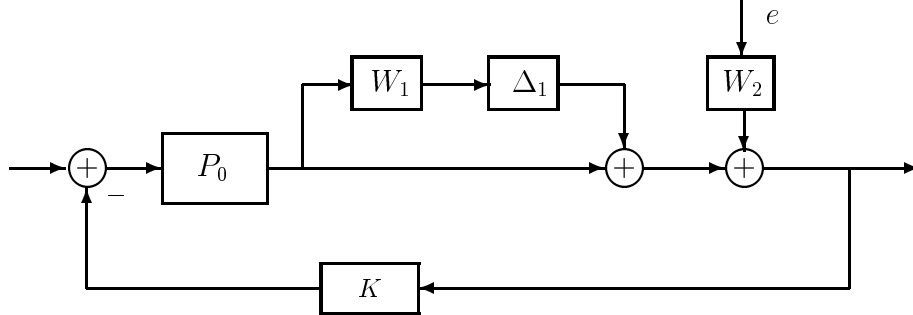 e
W₁
Δ₁
W₂
+
P₀
+
+
−
K